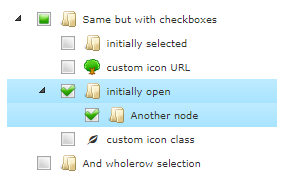 Same but with checkboxes
initially selected
custom icon URL
initially open
Another node
custom icon class
And wholerow selection